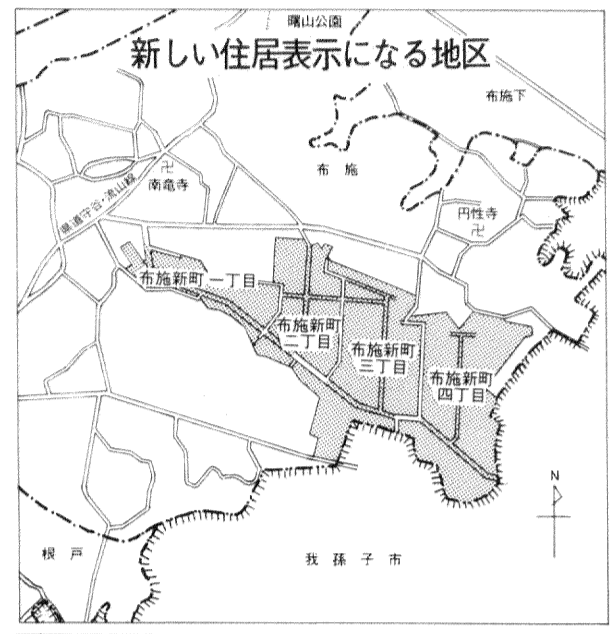 曙山公園
新しい住居表示になる地区
布施下
卍
南竜寺
布施
県道守谷・流山線
円性寺
卍
布施新町一丁目
布施新町
二丁目
布施新町
三丁目
布施新町
四丁目
N
根戸
我孫子市